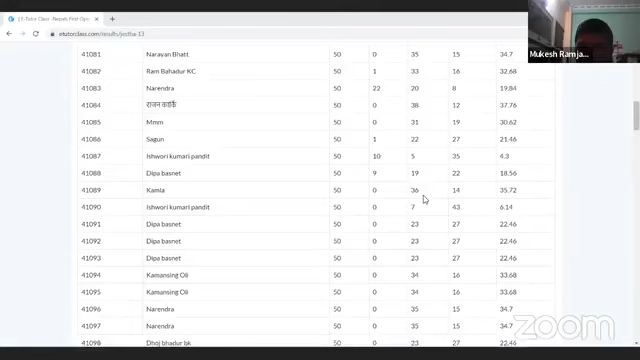 [ E-Tutor Class -Nepals First Ope
etutorclass.com/results/jestha-13
Mukesh Ramja...
41081 Narayan Bhatt 50 0 35 15 34.7
41082 Ram Bahadur KC 50 1 33 16 32.68
41083 Narendra 50 22 20 8 19.84
41084 राजन कार्कि 50 0 38 12 37.76
41085 Mmm 50 0 31 19 30.62
41086 Sagun 50 1 22 27 21.46
41087 Ishwori kumari pandit 50 10 5 35 4.3
41088 Dipa basnet 50 9 19 22 18.56
41089 Kamla 50 0 36 14 35.72
41090 Ishwori kumari pandit 50 0 7 43 6.14
41091 Dipa basnet 50 0 23 27 22.46
41092 Dipa basnet 50 0 23 27 22.46
41093 Dipa basnet 50 0 23 27 22.46
41094 Kamansing Oli 50 0 34 16 33.68
41095 Kamansing Oli 50 0 34 16 33.68
41096 Narendra 50 0 35 15 34.7
41097 Narendra 50 0 35 15 34.7
41098 Dhoj bhadur bk 50 0 23 27 22.46
zoom